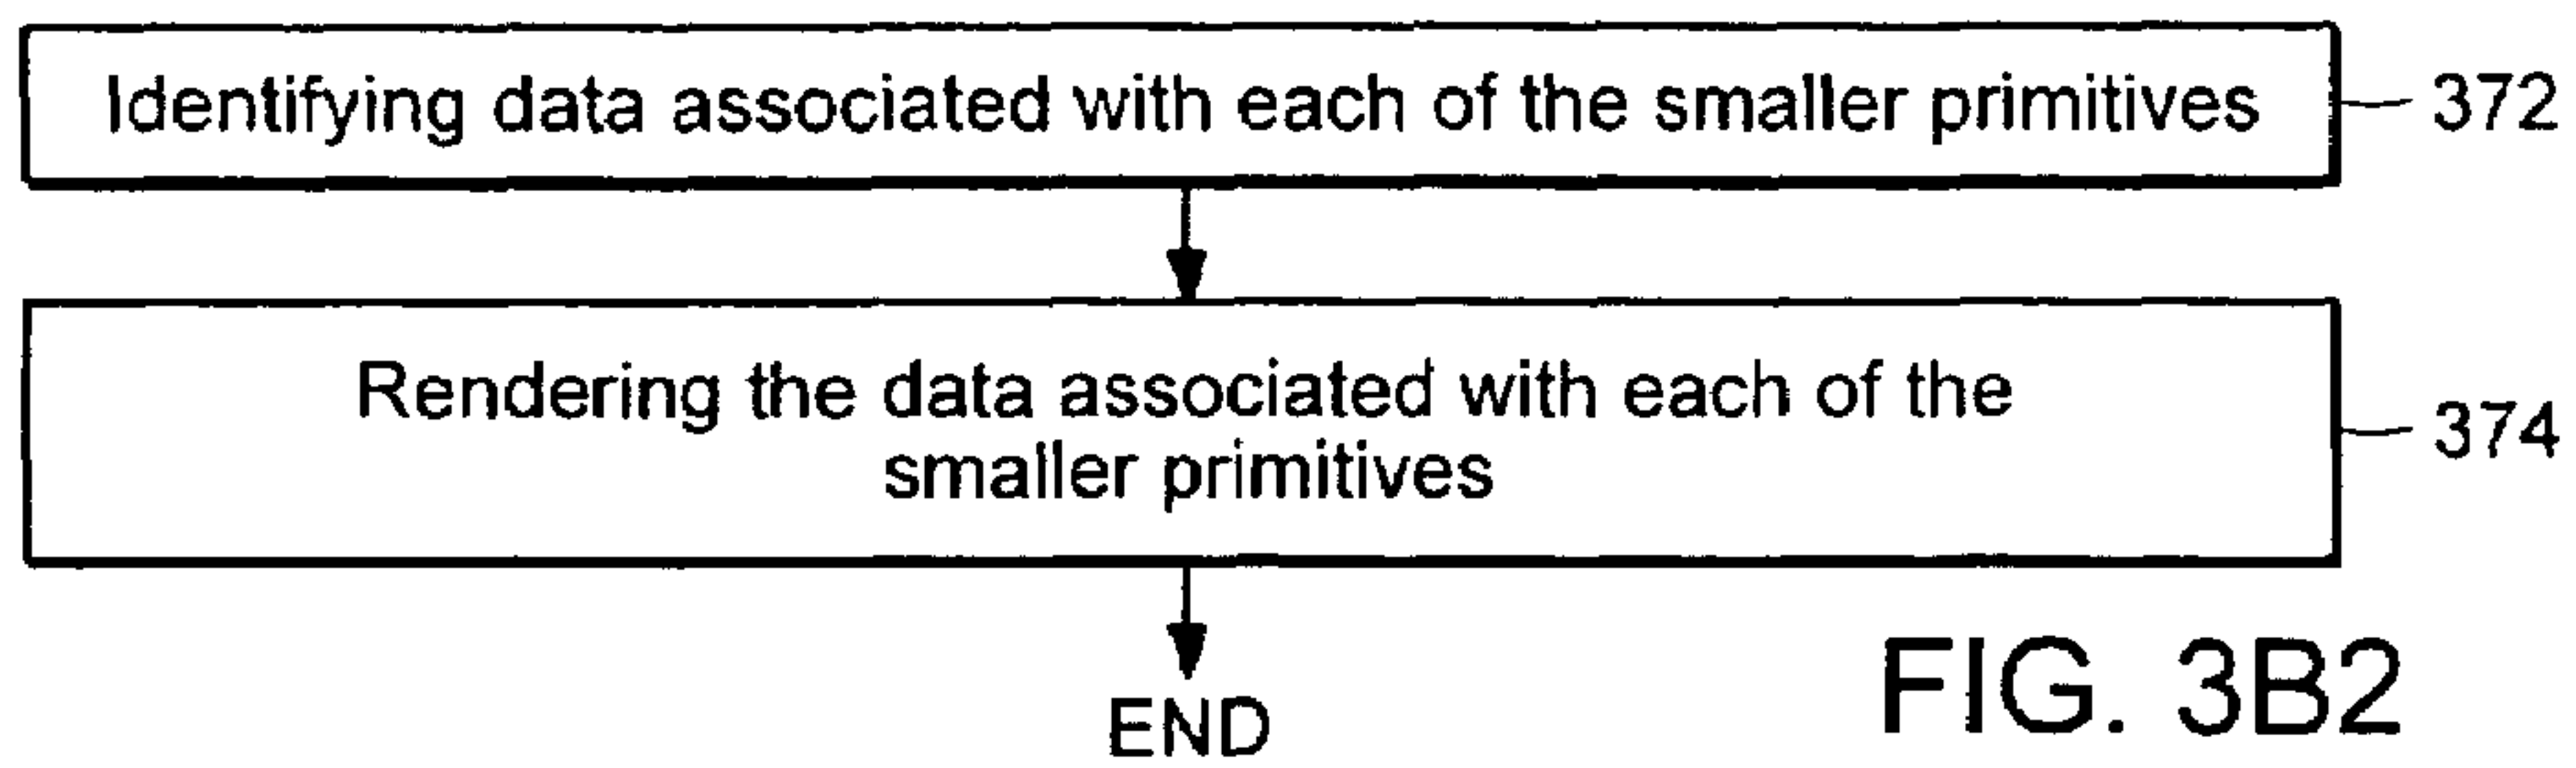 Identifying data associated with each of the smaller primitives
372
Rendering the data associated with each of the
smaller primitives
374
END
FIG. 3B2